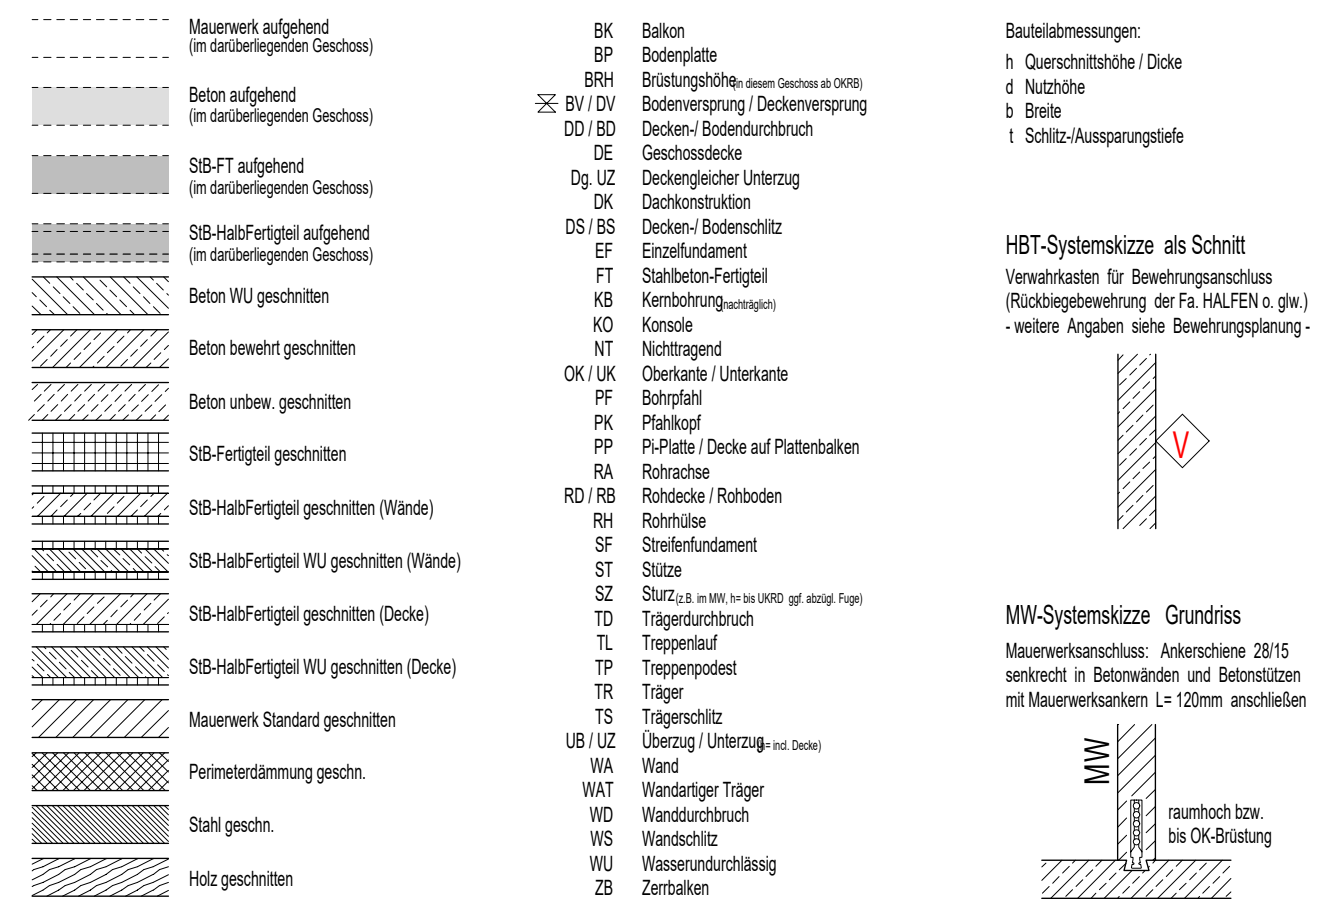 Mauerwerk aufgehend
(im darüberliegenden Geschoss)
Beton aufgehend
(im darüberliegenden Geschoss)
StB-FT aufgehend
(im darüberliegenden Geschoss)
StB-HalbFertigteil aufgehend
(im darüberliegenden Geschoss)
Beton WU geschnitten
Beton bewehrt geschnitten
Beton unbew. geschnitten
StB-Fertigteil geschnitten
StB-HalbFertigteil geschnitten (Wände)
StB-HalbFertigteil WU geschnitten (Wände)
StB-HalbFertigteil geschnitten (Decke)
StB-HalbFertigteil WU geschnitten (Decke)
Mauerwerk Standard geschnitten
Perimeterdämmung geschn.
Stahl geschn.
Holz geschnitten
BK Balkon
BP Bodenplatte
BRH Brüstungshöhe (in diesem Geschoss ab OKRB)
BV / DV Bodenversprung / Deckenversprung
DD / BD Decken-/ Bodendurchbruch
DE Geschossdecke
Dg. UZ Deckengleicher Unterzug
DK Dachkonstruktion
DS / BS Decken-/ Bodenschlitz
EF Einzelfundament
FT Stahlbeton-Fertigteil
KB Kernbohrung (nachträglich)
KO Konsole
NT Nichttragend
OK / UK Oberkante / Unterkante
PF Bohrpfahl
PK Pfahlkopf
PP Pi-Platte / Decke auf Plattenbalken
RA Rohrachse
RD / RB Rohdecke / Rohboden
RH Rohrhülse
SF Streifenfundament
ST Stütze
SZ Sturz (z.B. im MW, h= bis UKRD ggf. abzügl. Fuge)
TD Trägerdurchbruch
TL Treppenlauf
TP Treppenpodest
TR Träger
TS Trägerschlitz
UB / UZ Überzug / Unterzug (h= incl. Decke)
WA Wand
WAT Wandartiger Träger
WD Wanddurchbruch
WS Wandschlitz
WU Wasserundurchlässig
ZB Zerrbalken
Bauteilabmessungen:
h Querschnittshöhe / Dicke
d Nutzhöhe
b Breite
t Schlitz-/Aussparungstiefe
HBT-Systemskizze als Schnitt
Verwahrkasten für Bewehrungsanschluss
(Rückbiegebewehrung der Fa. HALFEN o. glw.)
- weitere Angaben siehe Bewehrungsplanung -
V
MW-Systemskizze Grundriss
Mauerwerksanschluss: Ankerschiene 28/15
senkrecht in Betonwänden und Betonstützen
mit Mauerwerksankern L= 120mm anschließen
MW
raumhoch bzw.
bis OK-Brüstung